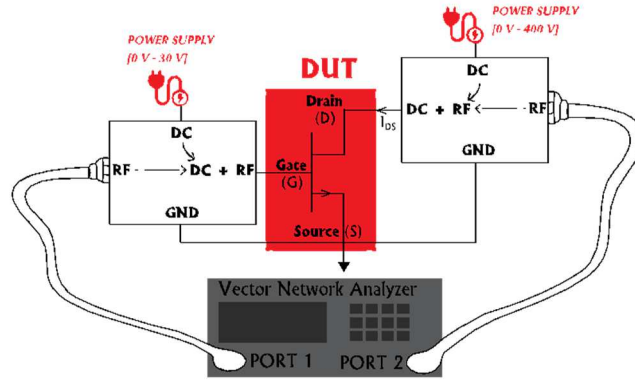 POWER SUPPLY
[0 V - 400 V]
POWER SUPPLY
[0 V - 30 V]
DUT
DC
Drain
(D)
DC + RF
RF
I_DS
GND
DC
RF
DC + RF
Gate
(G)
GND
Source (S)
Vector Network Analyzer
PORT 1
PORT 2